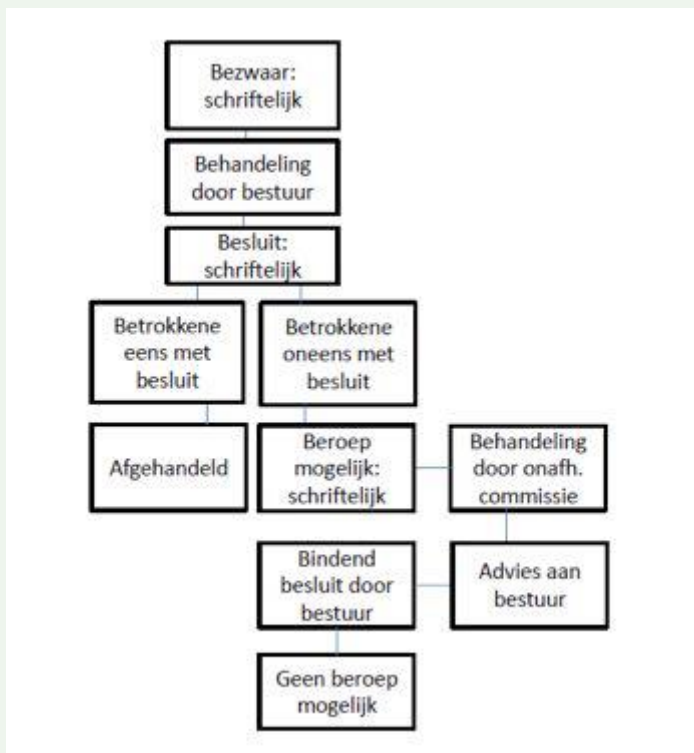 Bezwaar:
schriftelijk
Behandeling
door bestuur
Besluit:
schriftelijk
Betrokkene
eens met
besluit
Betrokkene
oneens met
besluit
Afgehandeld
Beroep
mogelijk:
schriftelijk
Behandeling
door onafh.
commissie
Bindend
besluit door
bestuur
Advies aan
bestuur
Geen beroep
mogelijk